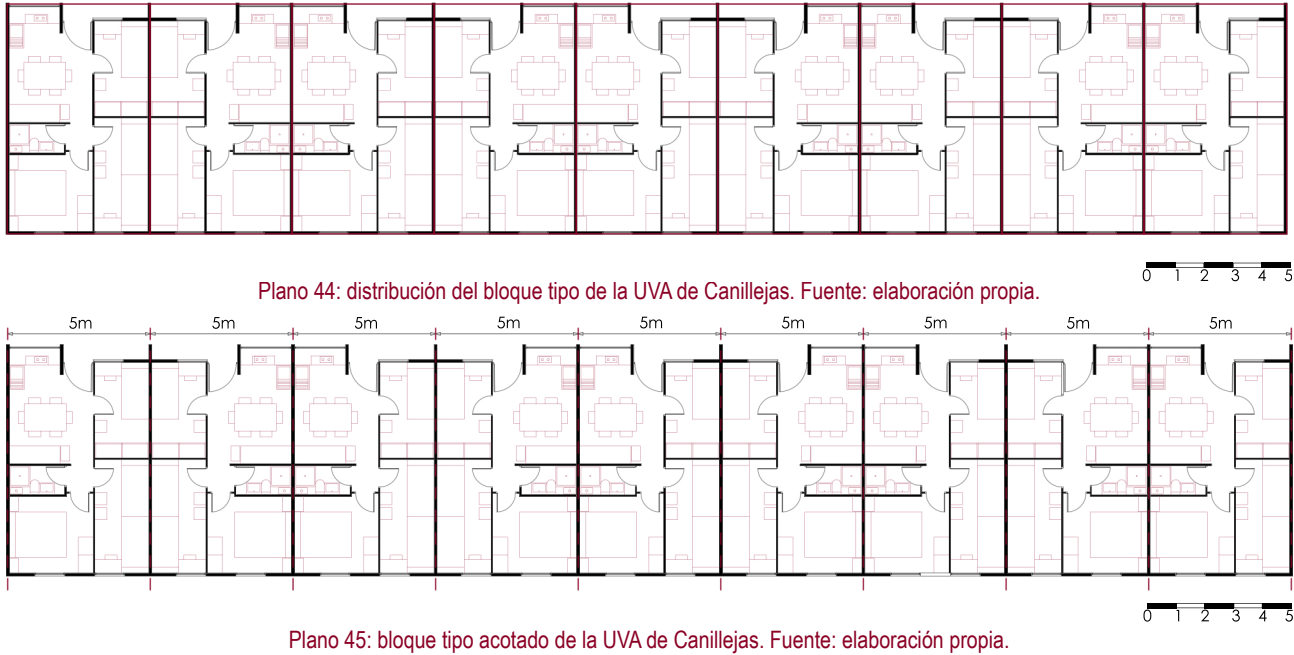 0 1 2 3 4 5
Plano 44: distribución del bloque tipo de la UVA de Canillejas. Fuente: elaboración propia.
5m 5m 5m 5m 5m 5m 5m 5m 5m
0 1 2 3 4 5
Plano 45: bloque tipo acotado de la UVA de Canillejas. Fuente: elaboración propia.